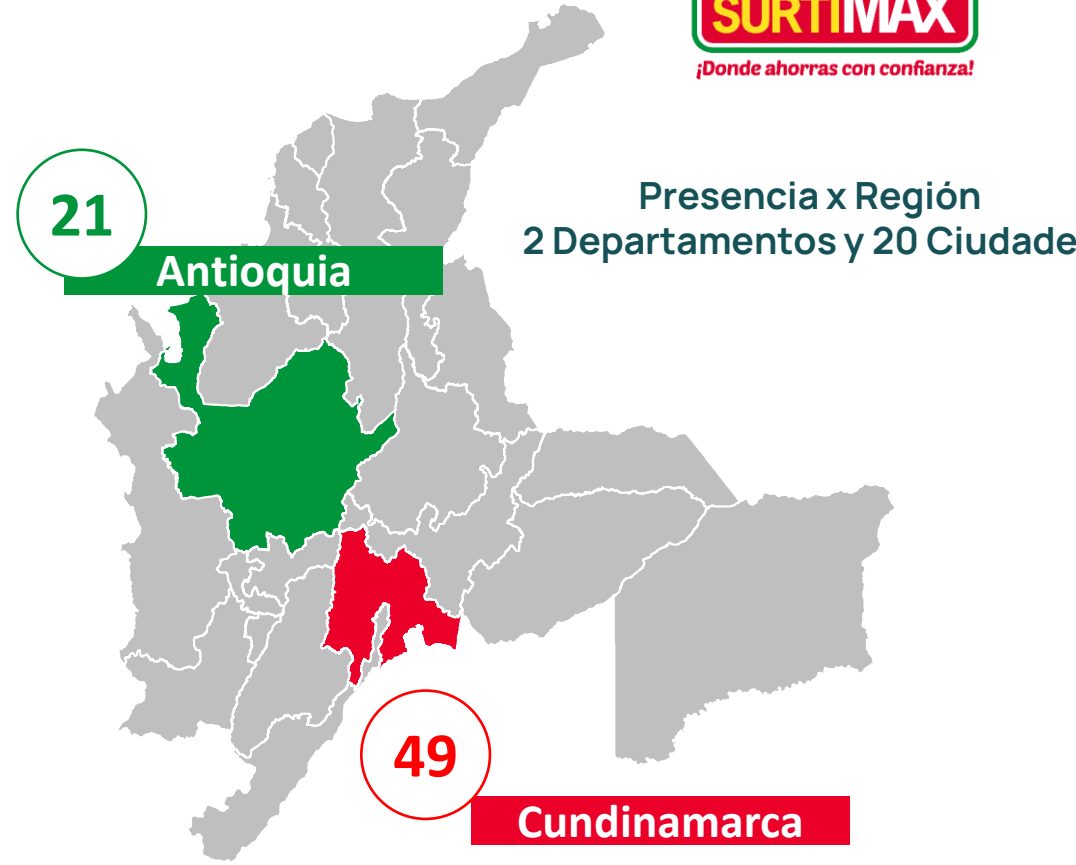 SURTIMAX
¡Donde ahorras con confianza!
Presencia x Región
2 Departamentos y 20 Ciudade
21
Antioquia
49
Cundinamarca